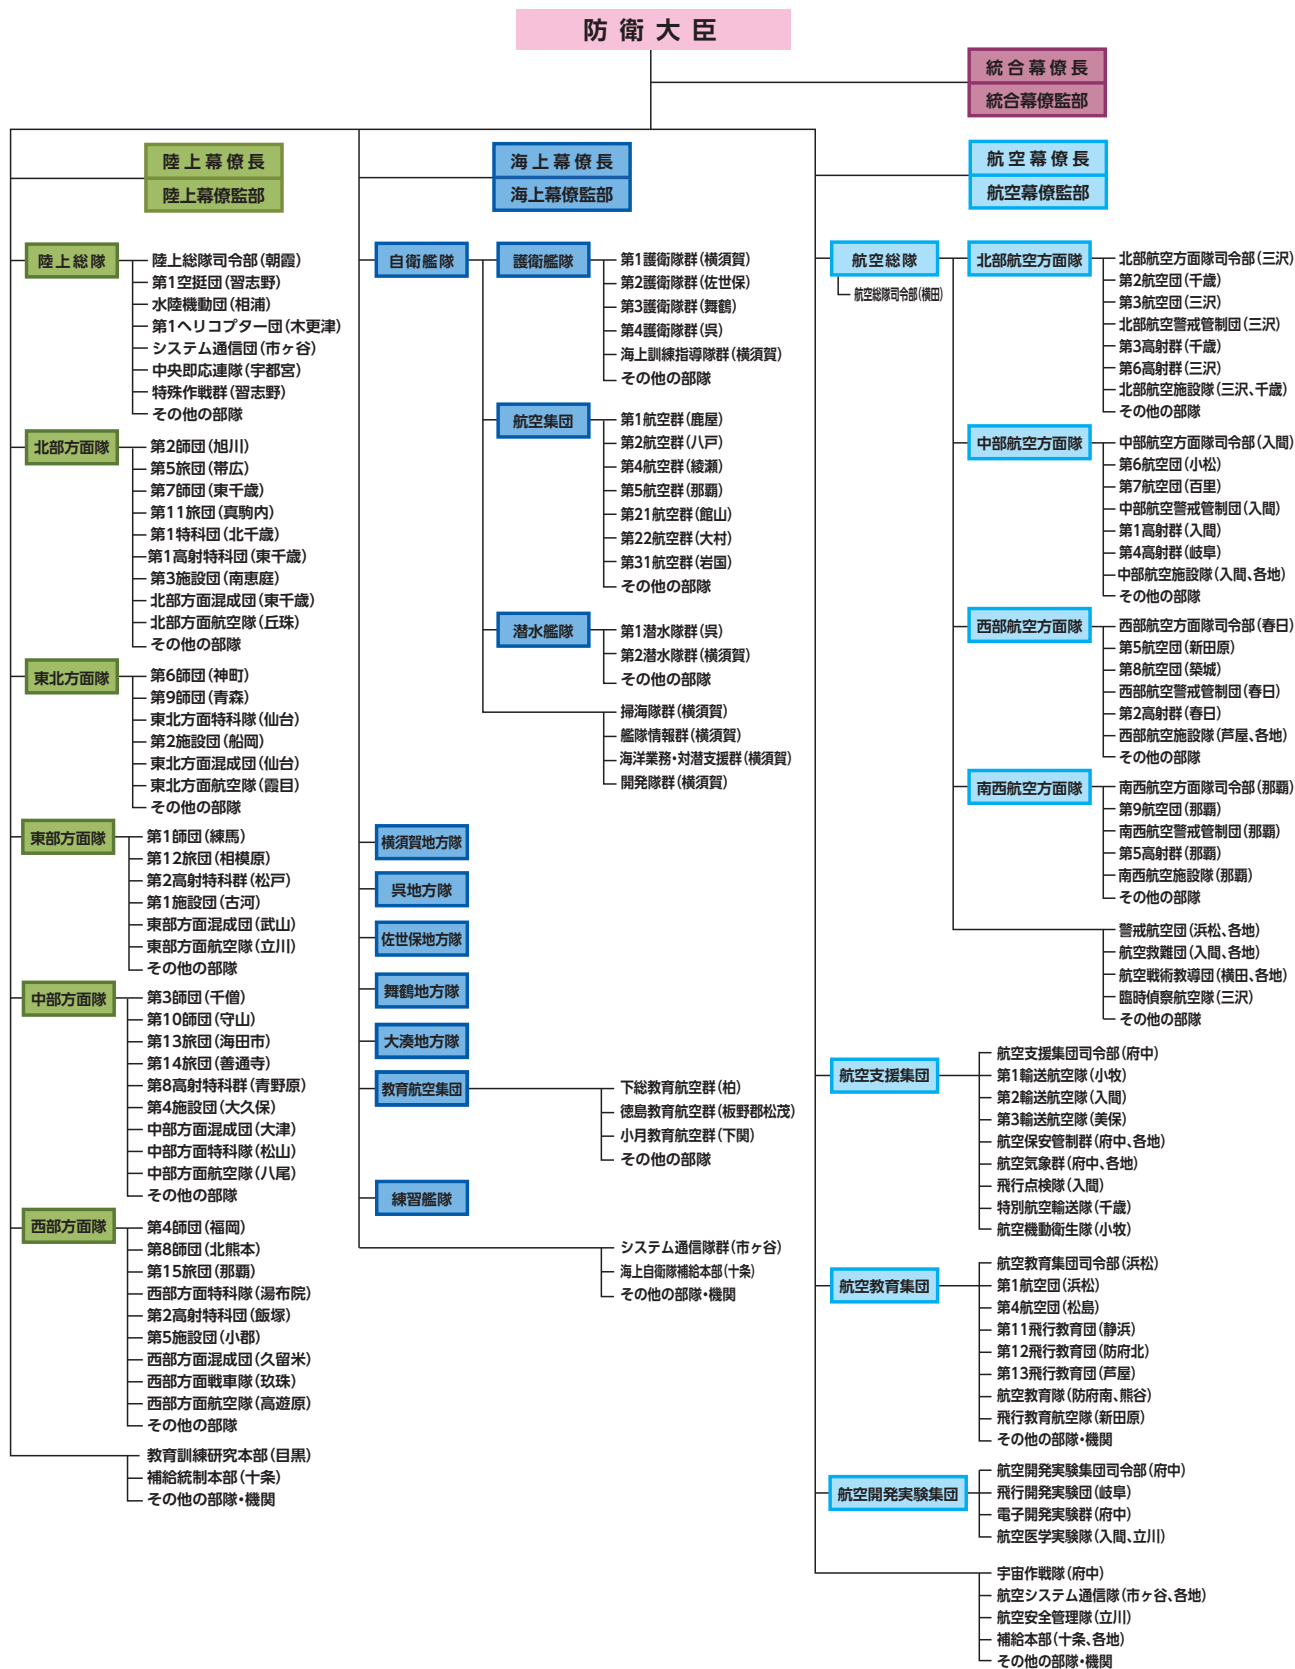 防衛大臣
統合幕僚長
統合幕僚監部
陸上幕僚長
陸上幕僚監部
陸上総隊
陸上総隊司令部(朝霞)
第1空挺団(習志野)
水陸機動団(相浦)
第1ヘリコプター団(木更津)
システム通信団(市ヶ谷)
中央即応連隊(宇都宮)
特殊作戦群(習志野)
その他の部隊
北部方面隊
第2師団(旭川)
第5旅団(帯広)
第7師団(東千歳)
第11旅団(真駒内)
第1特科団(北千歳)
第1高射特科団(東千歳)
第3施設団(南恵庭)
北部方面混成団(東千歳)
北部方面航空隊(丘珠)
その他の部隊
東北方面隊
第6師団(神町)
第9師団(青森)
東北方面特科隊(仙台)
第2施設団(船岡)
東北方面混成団(仙台)
東北方面航空隊(霞目)
その他の部隊
東部方面隊
第1師団(練馬)
第12旅団(相模原)
第2高射特科群(松戸)
第1施設団(古河)
東部方面混成団(武山)
東部方面航空隊(立川)
その他の部隊
中部方面隊
第3師団(千僧)
第10師団(守山)
第13旅団(海田市)
第14旅団(善通寺)
第8高射特科群(青野原)
第4施設団(大久保)
中部方面混成団(大津)
中部方面特科隊(松山)
中部方面航空隊(八尾)
その他の部隊
西部方面隊
第4師団(福岡)
第8師団(北熊本)
第15旅団(那覇)
西部方面特科隊(湯布院)
第2高射特科団(飯塚)
第5施設団(小郡)
西部方面混成団(久留米)
西部方面戦車隊(玖珠)
西部方面航空隊(高遊原)
その他の部隊
教育訓練研究本部(目黒)
補給統制本部(十条)
その他の部隊・機関
海上幕僚長
海上幕僚監部
自衛艦隊
護衛艦隊
第1護衛隊群(横須賀)
第2護衛隊群(佐世保)
第3護衛隊群(舞鶴)
第4護衛隊群(呉)
海上訓練指導隊群(横須賀)
その他の部隊
航空集団
第1航空群(鹿屋)
第2航空群(八戸)
第4航空群(綾瀬)
第5航空群(那覇)
第21航空群(館山)
第22航空群(大村)
第31航空群(岩国)
その他の部隊
潜水艦隊
第1潜水隊群(呉)
第2潜水隊群(横須賀)
その他の部隊
掃海隊群(横須賀)
艦隊情報群(横須賀)
海洋業務・対潜支援群(横須賀)
開発隊群(横須賀)
横須賀地方隊
呉地方隊
佐世保地方隊
舞鶴地方隊
大湊地方隊
教育航空集団
下総教育航空群(柏)
徳島教育航空群(板野郡松茂)
小月教育航空群(下関)
その他の部隊
練習艦隊
システム通信隊群(市ヶ谷)
海上自衛隊補給本部(十条)
その他の部隊・機関
航空幕僚長
航空幕僚監部
航空総隊
航空総隊司令部(横田)
北部航空方面隊
北部航空方面隊司令部(三沢)
第2航空団(千歳)
第3航空団(三沢)
北部航空警戒管制団(三沢)
第3高射群(千歳)
第6高射群(三沢)
北部航空施設隊(三沢、千歳)
その他の部隊
中部航空方面隊
中部航空方面隊司令部(入間)
第6航空団(小松)
第7航空団(百里)
中部航空警戒管制団(入間)
第1高射群(入間)
第4高射群(岐阜)
中部航空施設隊(入間、各地)
その他の部隊
西部航空方面隊
西部航空方面隊司令部(春日)
第5航空団(新田原)
第8航空団(築城)
西部航空警戒管制団(春日)
第2高射群(春日)
西部航空施設隊(芦屋、各地)
その他の部隊
南西航空方面隊
南西航空方面隊司令部(那覇)
第9航空団(那覇)
南西航空警戒管制団(那覇)
第5高射群(那覇)
南西航空施設隊(那覇)
その他の部隊
警戒航空団(浜松、各地)
航空救難団(入間、各地)
航空戦術教導団(横田、各地)
臨時偵察航空隊(三沢)
その他の部隊
航空支援集団
航空支援集団司令部(府中)
第1輸送航空隊(小牧)
第2輸送航空隊(入間)
第3輸送航空隊(美保)
航空保安管制群(府中、各地)
航空気象群(府中、各地)
飛行点検隊(入間)
特別航空輸送隊(千歳)
航空機動衛生隊(小牧)
航空教育集団
航空教育集団司令部(浜松)
第1航空団(浜松)
第4航空団(松島)
第11飛行教育団(静浜)
第12飛行教育団(防府北)
第13飛行教育団(芦屋)
航空教育隊(防府南、熊谷)
飛行教育航空隊(新田原)
その他の部隊・機関
航空開発実験集団
航空開発実験集団司令部(府中)
飛行開発実験団(岐阜)
電子開発実験群(府中)
航空医学実験隊(入間、立川)
宇宙作戦隊(府中)
航空システム通信隊(市ヶ谷、各地)
航空安全管理隊(立川)
補給本部(十条、各地)
その他の部隊・機関